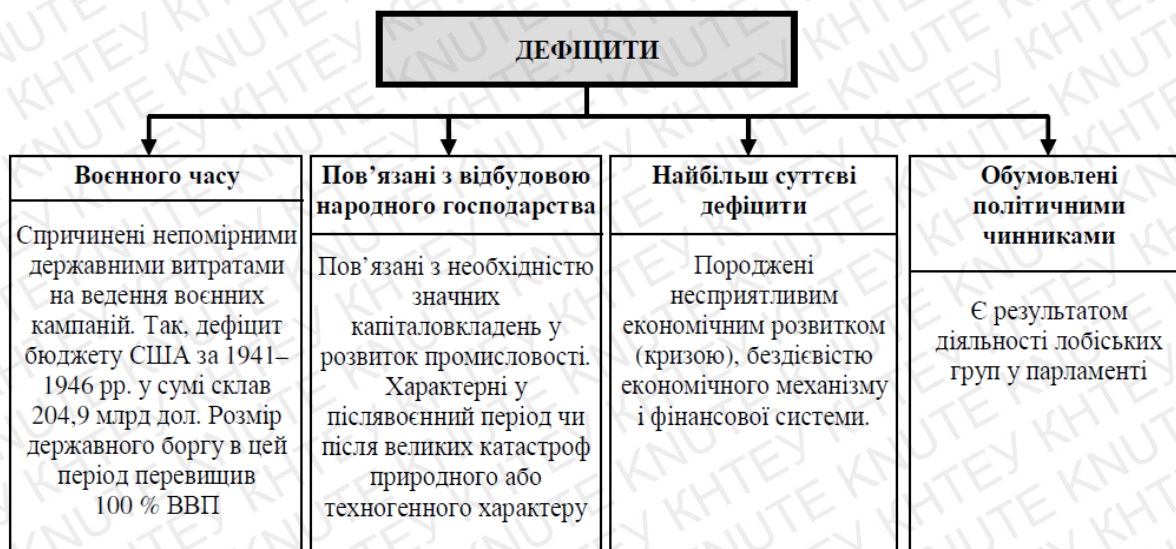 ДЕФІЦИТИ
Воєнного часу
Спричинені непомірними
державними витратами
на ведення воєнних
кампаній. Так, дефіцит
бюджету США за 1941–
1946 рр. у сумі склав
204,9 млрд дол. Розмір
державного боргу в цей
період перевищив
100 % ВВП
Пов’язані з відбудовою
народного господарства
Пов’язані з необхідністю
значних
капіталовкладень у
розвиток промисловості.
Характерні у
післявоєнний період чи
після великих катастроф
природного або
техногенного характеру
Найбільш суттєві
дефіцити
Породжені
несприятливим
економічним розвитком
(кризою), бездієвістю
економічного механізму
і фінансової системи.
Обумовлені
політичними
чинниками
Є результатом
діяльності лобіських
груп у парламенті